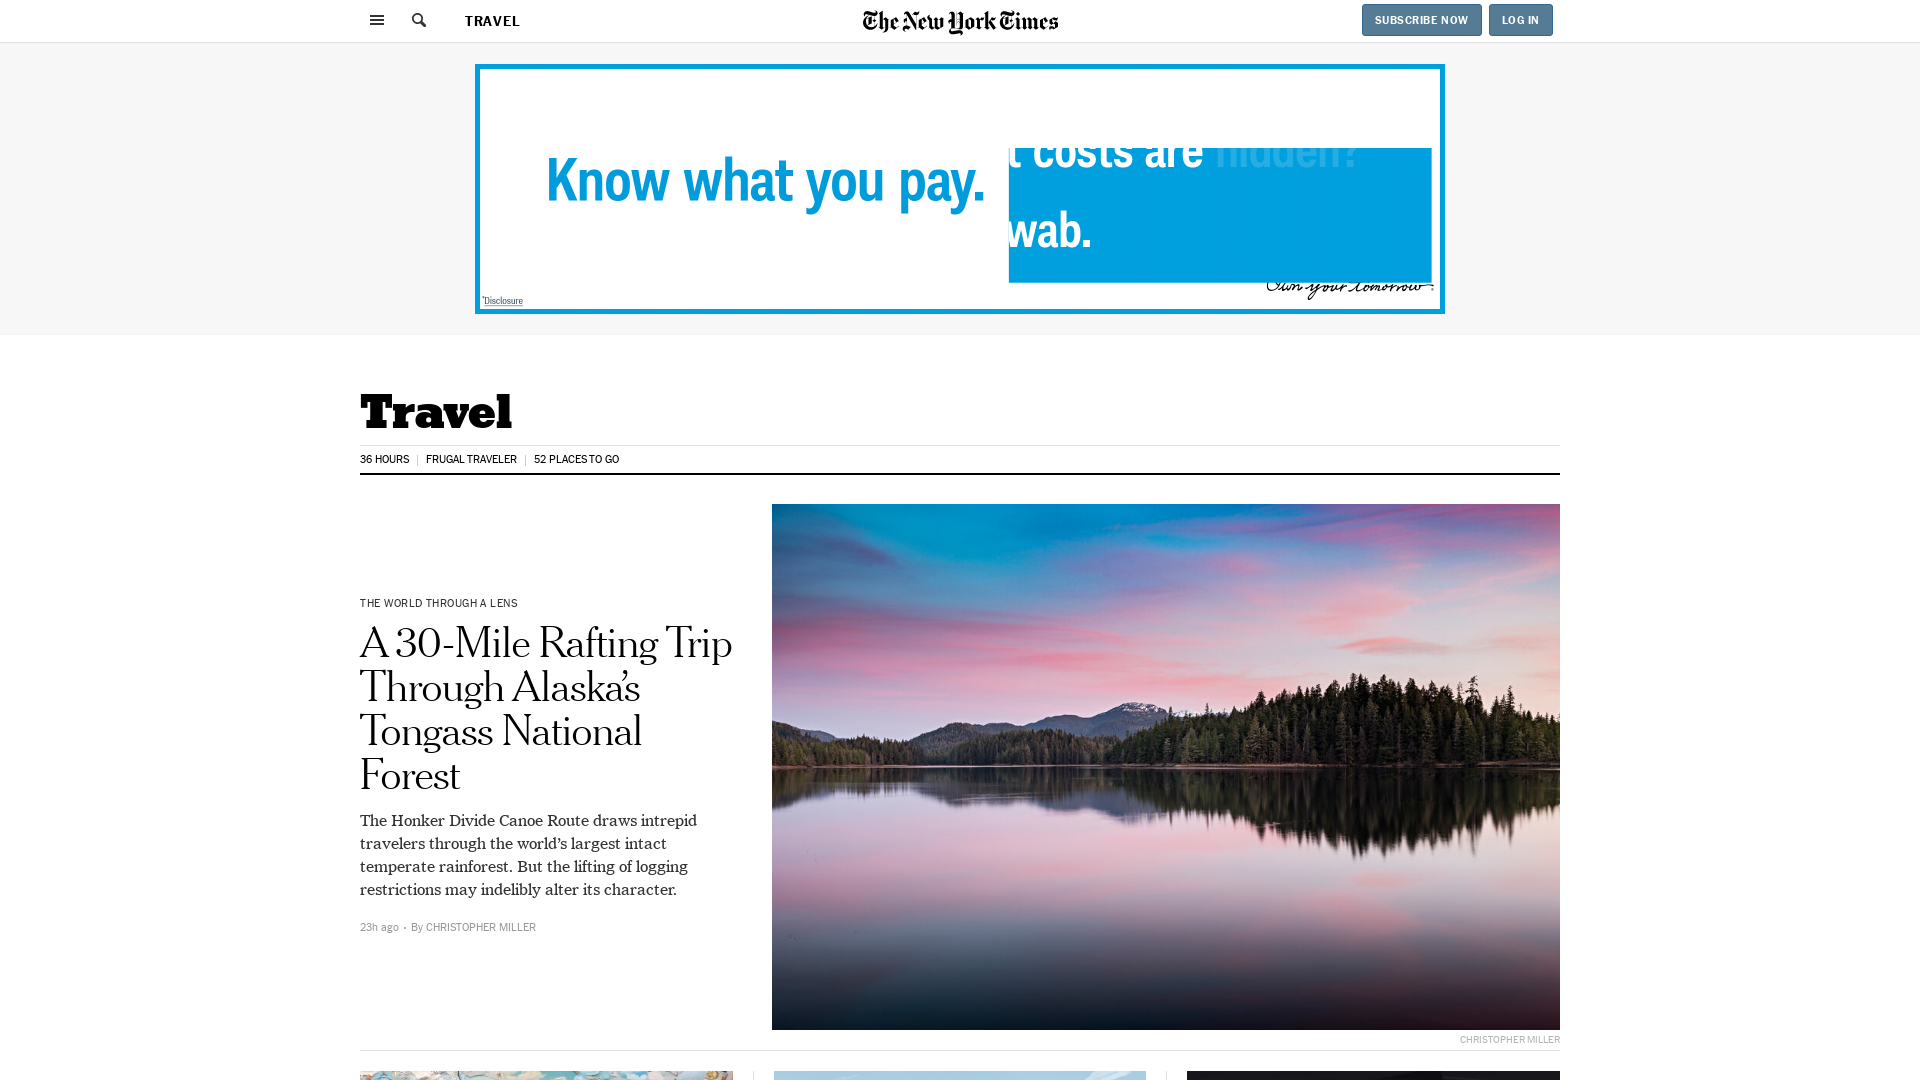 TRAVEL
The New York Times
SUBSCRIBE NOW
LOG IN
Know what you pay.
t costs are hidden?
wab.
Own your tomorrow
*Disclosure
Travel
36 HOURS
FRUGAL TRAVELER
52 PLACES TO GO
THE WORLD THROUGH A LENS
A 30-Mile Rafting Trip
Through Alaska’s
Tongass National
Forest
The Honker Divide Canoe Route draws intrepid
travelers through the world’s largest intact
temperate rainforest. But the lifting of logging
restrictions may indelibly alter its character.
23h ago · By CHRISTOPHER MILLER
CHRISTOPHER MILLER